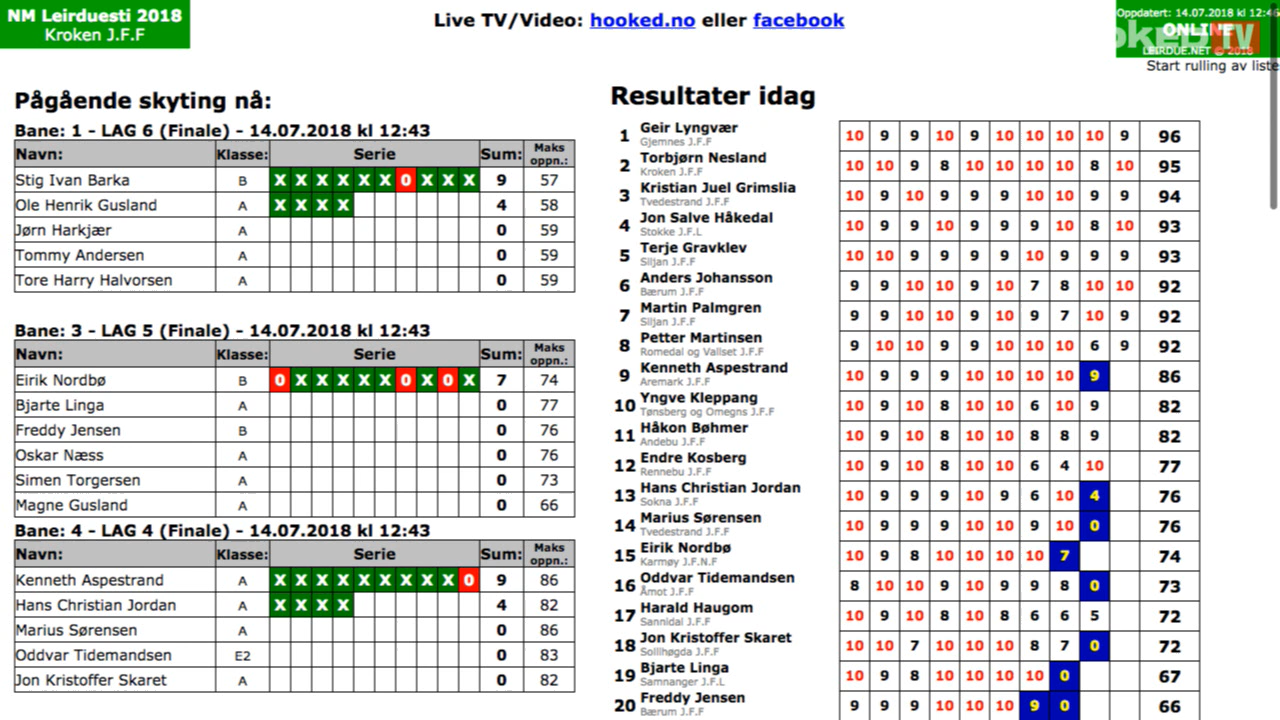 NM Leirduesti 2018
Kroken J.F.F
Live TV/Video: hooked.no eller facebook
Oppdatert: 14.07.2018 kl 12:46
ONLINE
LEIRDUE.NET © 2018
Start rulling av liste
Pågående skyting nå:
Bane: 1 - LAG 6 (Finale) - 14.07.2018 kl 12:43
Navn: Klasse: Serie Sum: Maks oppn.:
Stig Ivan Barka B X X X X X X 0 X X X 9 57
Ole Henrik Gusland A X X X X 4 58
Jørn Harkjær A 0 59
Tommy Andersen A 0 59
Tore Harry Halvorsen A 0 59
Bane: 3 - LAG 5 (Finale) - 14.07.2018 kl 12:43
Navn: Klasse: Serie Sum: Maks oppn.:
Eirik Nordbø B 0 X X X X X 0 X 0 X 7 74
Bjarte Linga A 0 77
Freddy Jensen B 0 76
Oskar Næss A 0 76
Simen Torgersen A 0 73
Magne Gusland A 0 66
Bane: 4 - LAG 4 (Finale) - 14.07.2018 kl 12:43
Navn: Klasse: Serie Sum: Maks oppn.:
Kenneth Aspestrand A X X X X X X X X X 0 9 86
Hans Christian Jordan A X X X X 4 82
Marius Sørensen A 0 86
Oddvar Tidemandsen E2 0 83
Jon Kristoffer Skaret A 0 82
Resultater idag
1 Geir Lyngvær 10 9 9 10 9 10 10 10 10 9 96
Gjemnes J.F.F
2 Torbjørn Nesland 10 10 9 8 10 10 10 10 8 10 95
Kroken J.F.F
3 Kristian Juel Grimslia 10 9 10 9 9 9 10 10 9 9 94
Tvedestrand J.F.F
4 Jon Salve Håkedal 10 9 9 10 9 9 9 10 8 10 93
Stokke J.F.L
5 Terje Gravklev 10 10 9 9 9 9 10 9 9 9 93
Siljan J.F.F
6 Anders Johansson 9 9 10 10 9 10 7 8 10 10 92
Bærum J.F.F
7 Martin Palmgren 9 9 10 10 9 10 9 7 10 9 92
Siljan J.F.F
8 Petter Martinsen 9 10 10 9 9 10 10 10 6 9 92
Romedal og Vallset J.F.F
9 Kenneth Aspestrand 10 9 9 9 10 10 10 10 9 86
Aremark J.F.F
10 Yngve Kleppang 10 9 10 8 10 10 6 10 9 82
Tønsberg og Omegns J.F.F
11 Håkon Bøhmer 10 9 10 8 10 10 8 8 9 82
Andebu J.F.F
12 Endre Kosberg 10 9 10 8 10 10 6 4 10 77
Rennebu J.F.F
13 Hans Christian Jordan 10 9 9 9 10 9 6 10 4 76
Sokna J.F.F
14 Marius Sørensen 10 9 9 9 10 10 9 10 0 76
Tvedestrand J.F.F
15 Eirik Nordbø 10 9 8 10 10 10 10 7 74
Karmøy J.F.N.F
16 Oddvar Tidemandsen 8 10 10 9 10 9 9 8 0 73
Åmot J.F.F
17 Harald Haugom 10 9 10 8 10 8 6 6 5 72
Sannidal J.F.F
18 Jon Kristoffer Skaret 10 10 7 10 10 10 8 7 0 72
Sollihøgda J.F.F
19 Bjarte Linga 10 9 8 10 10 10 10 0 67
Samnanger J.F.L
20 Freddy Jensen 9 9 9 10 10 10 9 0 66
Bærum J.F.F